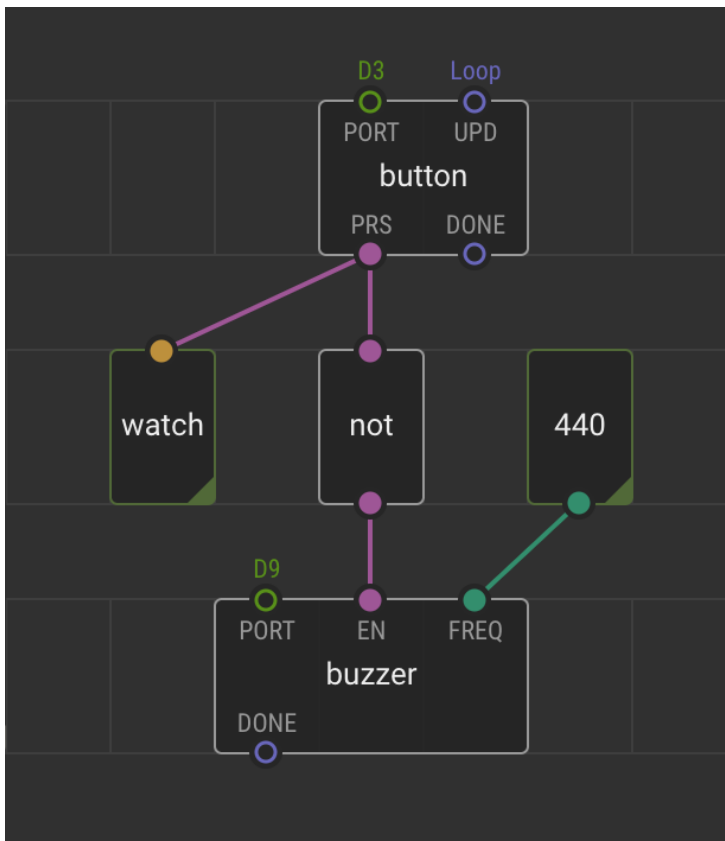 D3 Loop
PORT UPD
button
PRS DONE
watch not 440
D9
PORT EN FREQ
buzzer
DONE